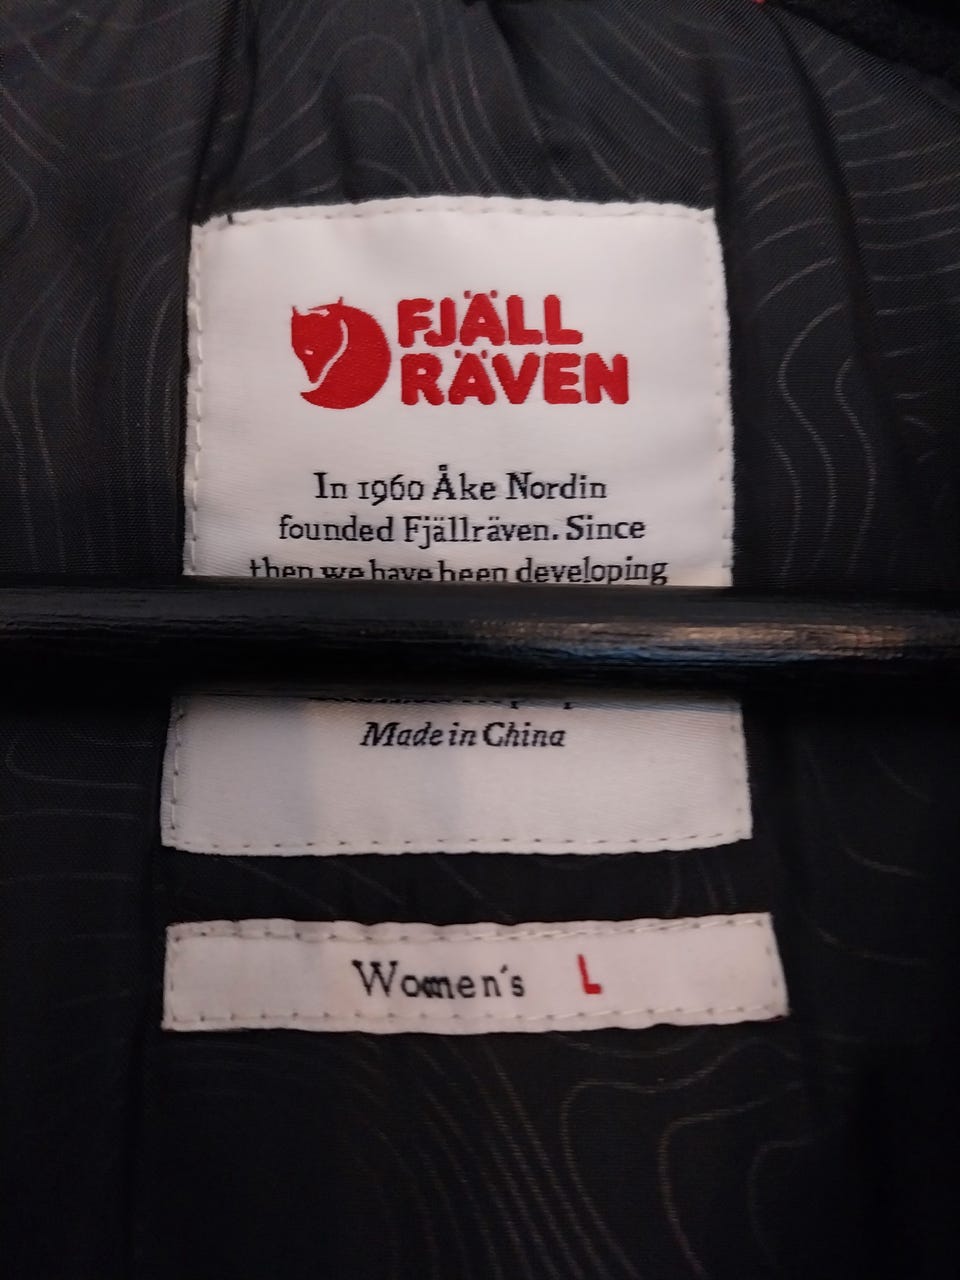 FJÄLL
RÄVEN
In 1960 Åke Nordin
founded Fjällräven. Since
then we have been developing
Made in China
Women's L